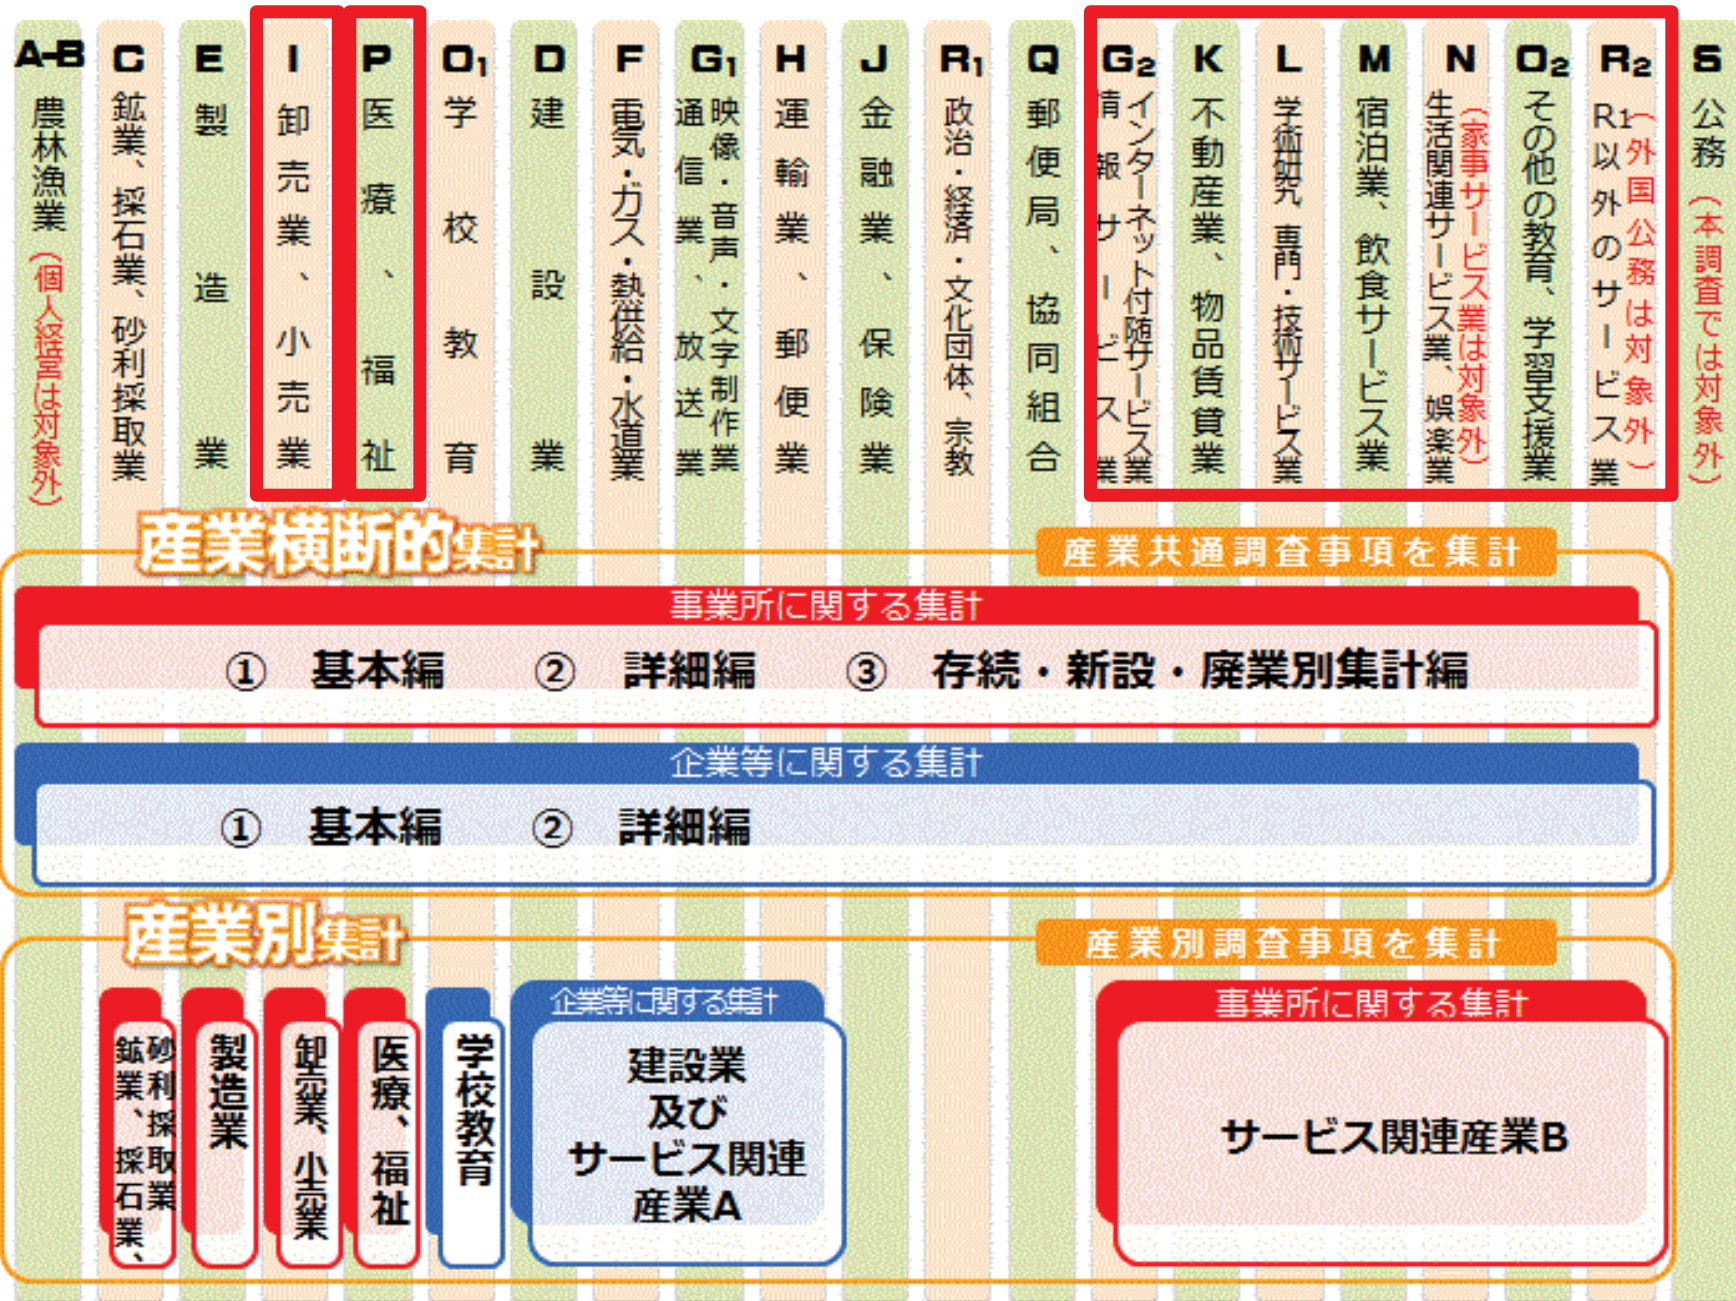 A-B
農林漁業（個人経営は対象外）
C
鉱業、採石業、砂利採取業
E
製造業
I
卸売業、小売業
P
医療、福祉
O1
学校教育
D
建設業
F
電気・ガス・熱供給・水道業
G1
通信業、放送業
映像・音声・文字制作業
H
運輸業、郵便業
J
金融業、保険業
R1
政治・経済・文化団体、宗教
Q
郵便局、協同組合
G2
情報サービス業
インターネット付随サービス業
K
不動産業、物品賃貸業
L
学術研究、専門・技術サービス業
M
宿泊業、飲食サービス業
N
生活関連サービス業、娯楽業
（家事サービス業は対象外）
O2
その他の教育、学習支援業
R2
R1以外のサービス業
（外国公務は対象外）
S
公務（本調査では対象外）
産業横断的集計
産業共通調査事項を集計
事業所に関する集計
① 基本編 ② 詳細編 ③ 存続・新設・廃業別集計編
企業等に関する集計
① 基本編 ② 詳細編
産業別集計
産業別調査事項を集計
鉱業、採石業、
砂利採取業
製造業
卸売業、小売業
医療、福祉
学校教育
企業等に関する集計
建設業
及び
サービス関連
産業A
事業所に関する集計
サービス関連産業B